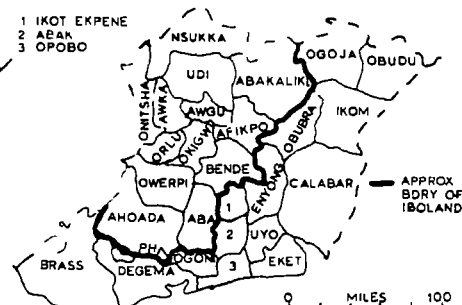 1 IKOT EKPENE
2 ABAK
3 OPOBO
NSUKKA
OGOJA
OBUDU
UDI
ABAKALIKI
ONITSHA
AWKA
AWGU
AFIKPO
OBUBRA
IKOM
ORLU
OKIGWI
BENDE
OWERPI
ENYONG
CALABAR
APPROX
BDRY OF
IBOLAND
AHOADA
ABA
1
2
UYO
PH
OGONI
3
EKET
BRASS
DEGEMA
0 MILES 100